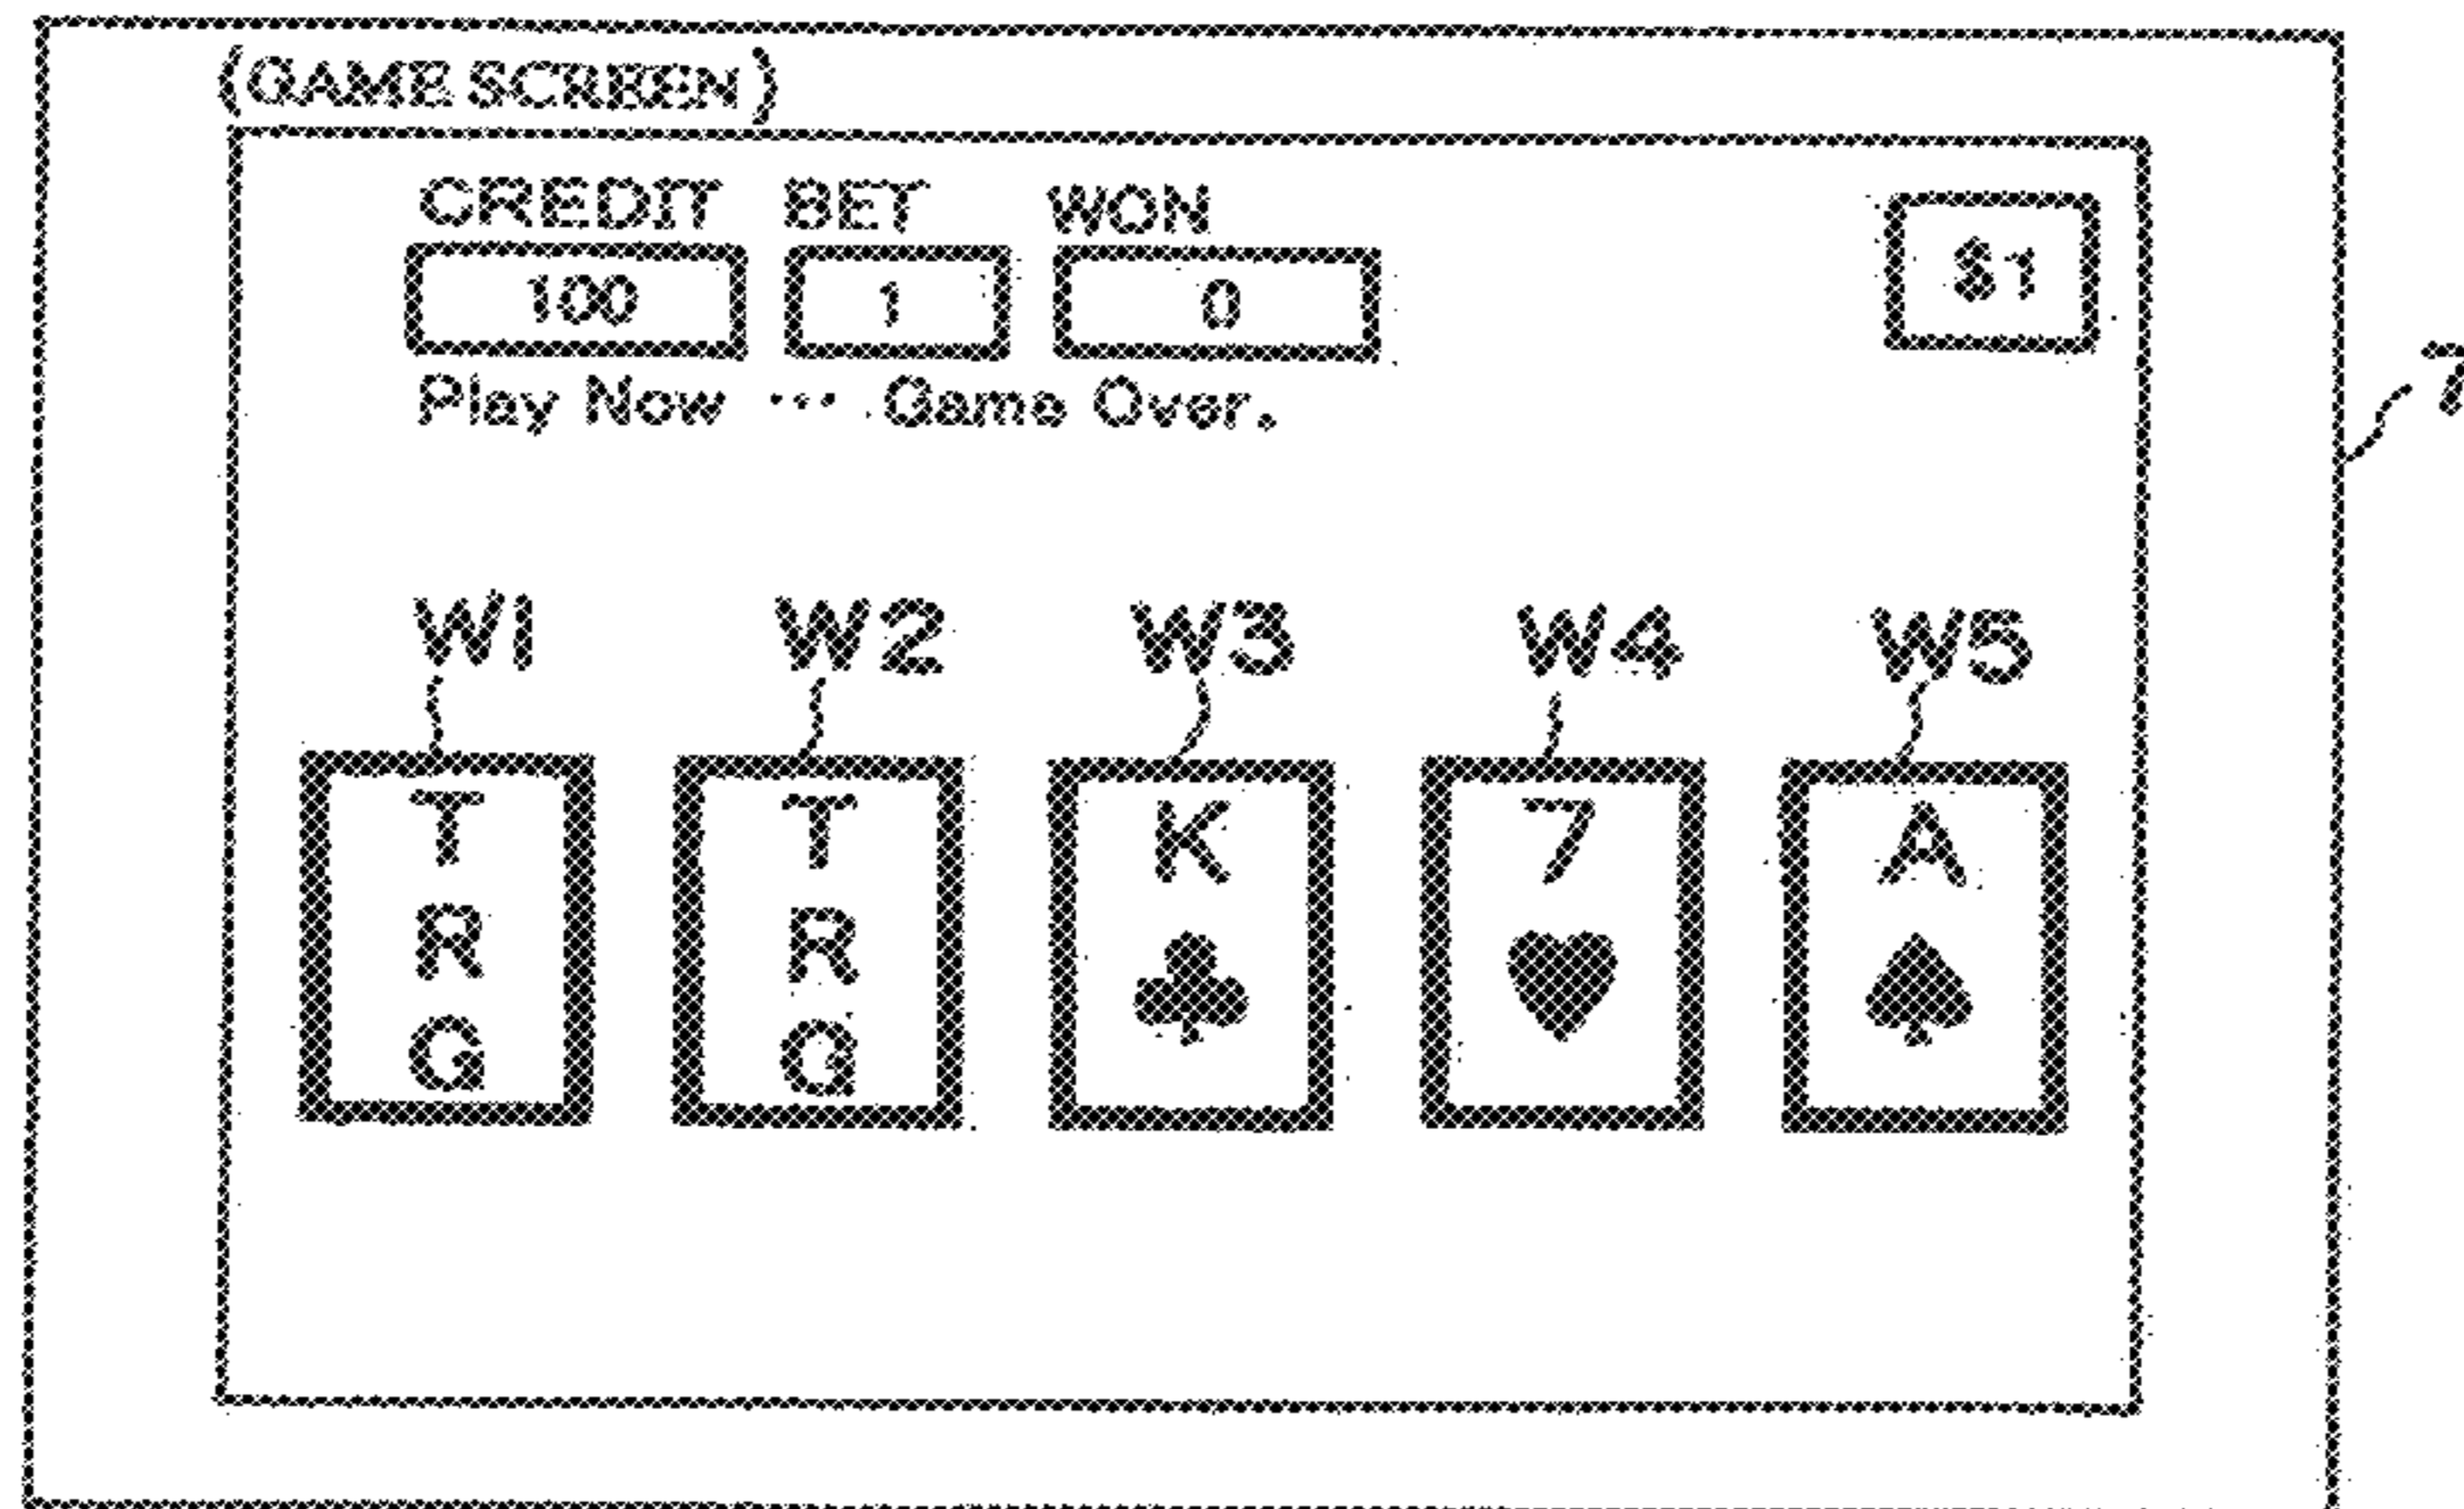 (GAME SCREEN)
CREDIT BET WON
100 1 0 $1
Play Now ... Game Over.
7
W1 W2 W3 W4 W5
T T K 7 A
R R
G G